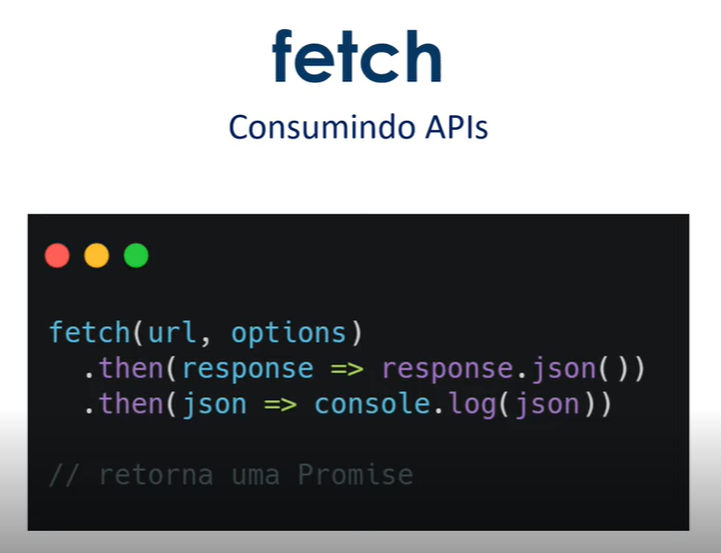 fetch
Consumindo APIs
fetch(url, options)
  .then(response => response.json())
  .then(json => console.log(json))
// retorna uma Promise